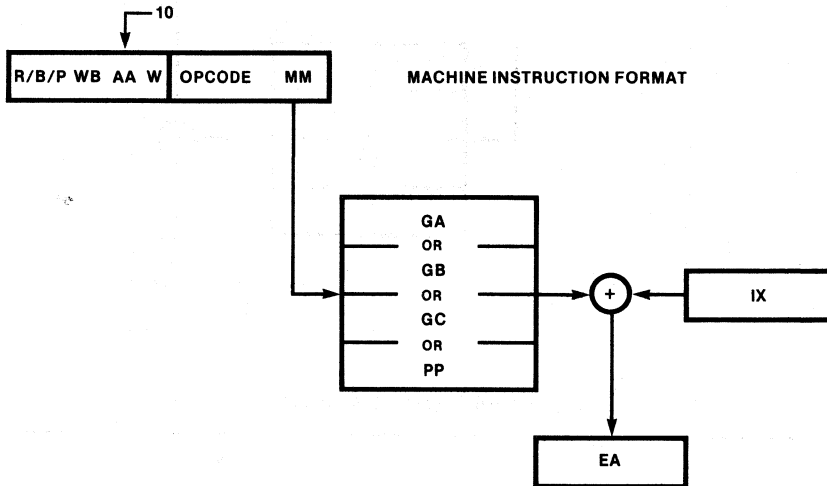 10
R/B/P WB AA W OPCODE MM
MACHINE INSTRUCTION FORMAT
GA
OR
GB
OR
GC
OR
PP
+
IX
EA